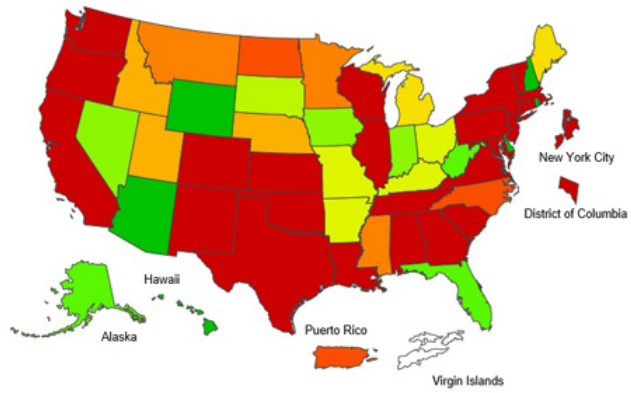 New York City
District of Columbia
Hawaii
Alaska
Puerto Rico
Virgin Islands